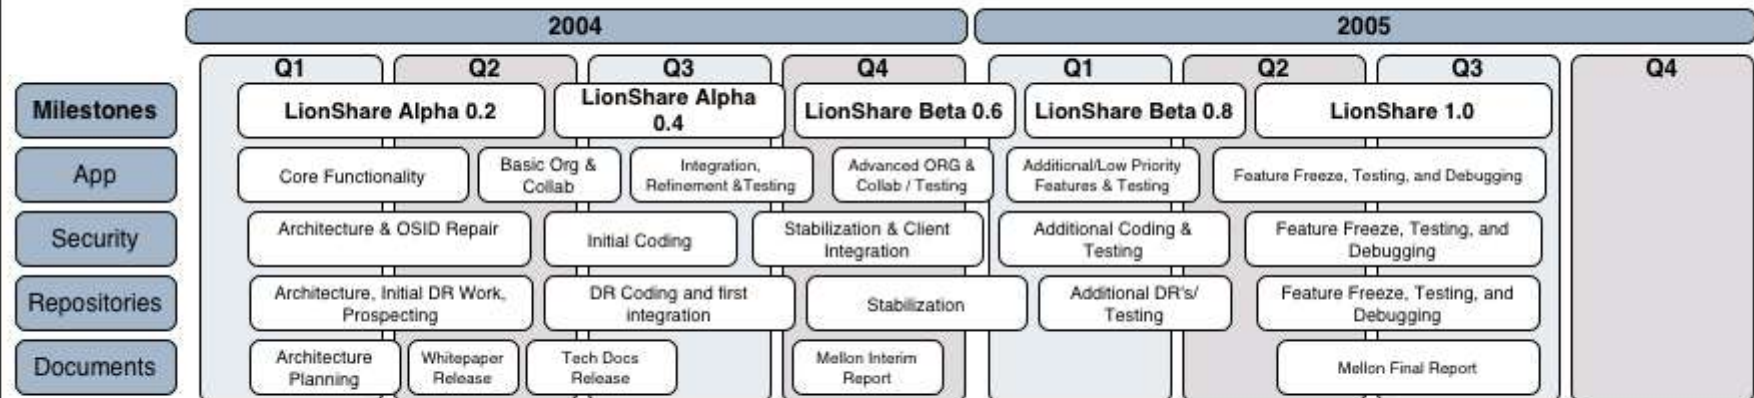 2004
2005
Q1
Q2
Q3
Q4
Q1
Q2
Q3
Q4
Milestones
LionShare Alpha 0.2
LionShare Alpha
0.4
LionShare Beta 0.6
LionShare Beta 0.8
LionShare 1.0
App
Core Functionality
Basic Org &
Collab
Integration,
Refinement &Testing
Advanced ORG &
Collab / Testing
Additional/Low Priority
Features & Testing
Feature Freeze, Testing, and Debugging
Security
Architecture & OSID Repair
Initial Coding
Stabilization & Client
Integration
Additional Coding &
Testing
Feature Freeze, Testing, and
Debugging
Repositories
Architecture, Initial DR Work,
Prospecting
DR Coding and first
integration
Stabilization
Additional DR's/
Testing
Feature Freeze, Testing, and
Debugging
Documents
Architecture
Planning
Whitepaper
Release
Tech Docs
Release
Mellon Interim
Report
Mellon Final Report